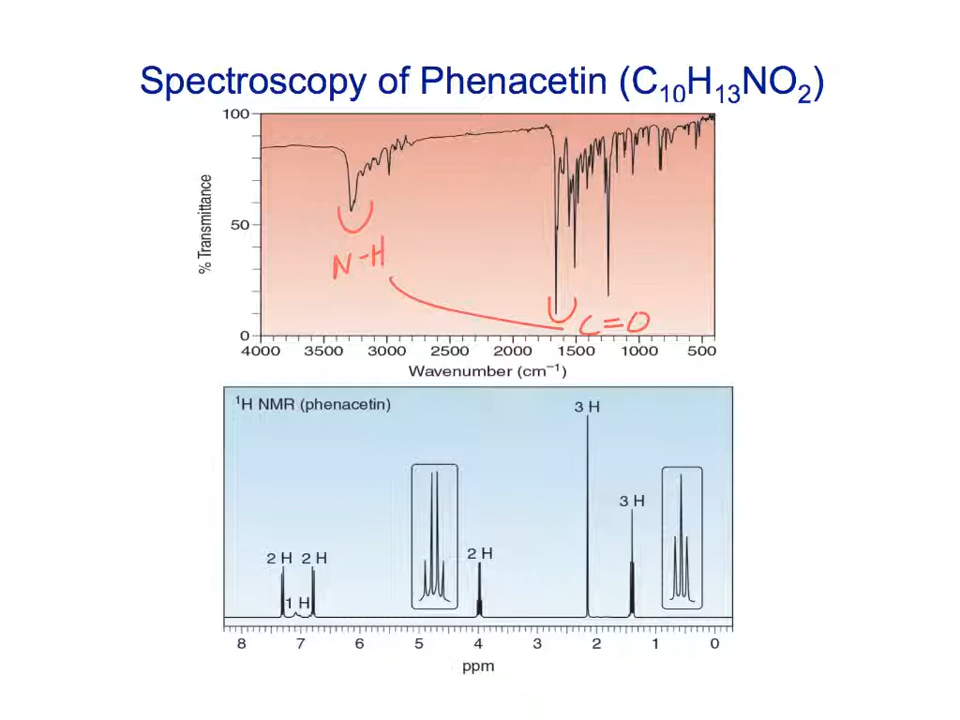 Spectroscopy of Phenacetin (C₁₀H₁₃NO₂)
100
50
0
% Transmittance
N-H
C=O
4000 3500 3000 2500 2000 1500 1000 500
Wavenumber (cm⁻¹)
¹H NMR (phenacetin)
3 H
3 H
2 H 2 H
2 H
1 H
8 7 6 5 4 3 2 1 0
ppm